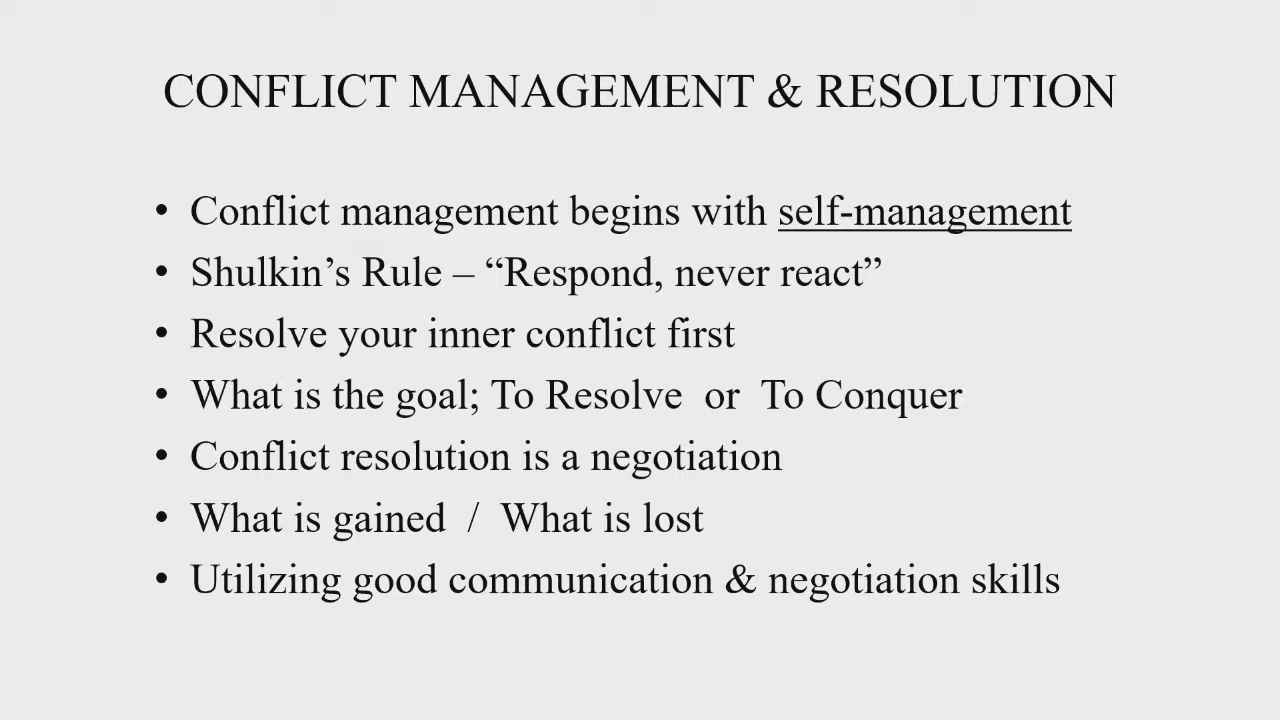 CONFLICT MANAGEMENT & RESOLUTION
• Conflict management begins with self-management
• Shulkin’s Rule – “Respond, never react”
• Resolve your inner conflict first
• What is the goal; To Resolve  or  To Conquer
• Conflict resolution is a negotiation
• What is gained  /  What is lost
• Utilizing good communication & negotiation skills